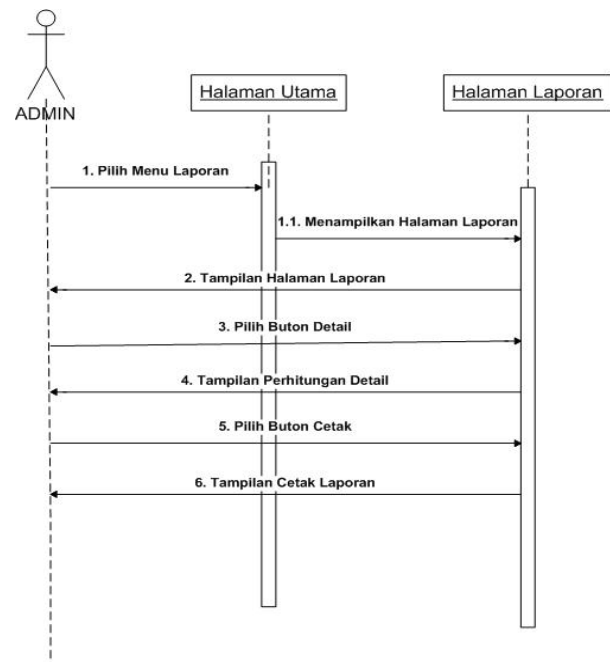 ADMIN
Halaman Utama
Halaman Laporan
1. Pilih Menu Laporan
1.1. Menampilkan Halaman Laporan
2. Tampilan Halaman Laporan
3. Pilih Buton Detail
4. Tampilan Perhitungan Detail
5. Pilih Buton Cetak
6. Tampilan Cetak Laporan